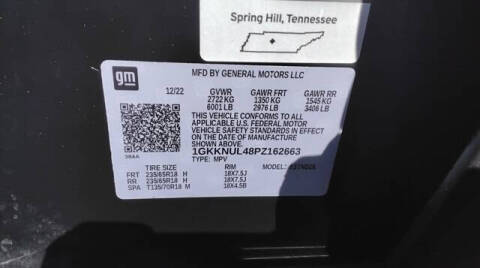 Spring Hill, Tennessee
gm
MFD BY GENERAL MOTORS LLC
12/22 GVWR GAWR FRT GAWR RR
2722 KG 1350 KG 1545 KG
6001 LB 2976 LB 3406 LB
THIS VEHICLE CONFORMS TO ALL
APPLICABLE U.S. FEDERAL MOTOR
VEHICLE SAFETY AND THEFT
PREVENTION STANDARDS IN EFFECT
ON THE DATE OF MANUFACTURE
SHOWN ABOVE.
1GKKNUL48PZ162663
TYPE: MPV MODEL:
TIRE SIZE RIM
FRT 235/65R18 H 18X7.5J
RR 235/65R18 H 18X7.5J
SPA T135/70R18 M 18X4.5B